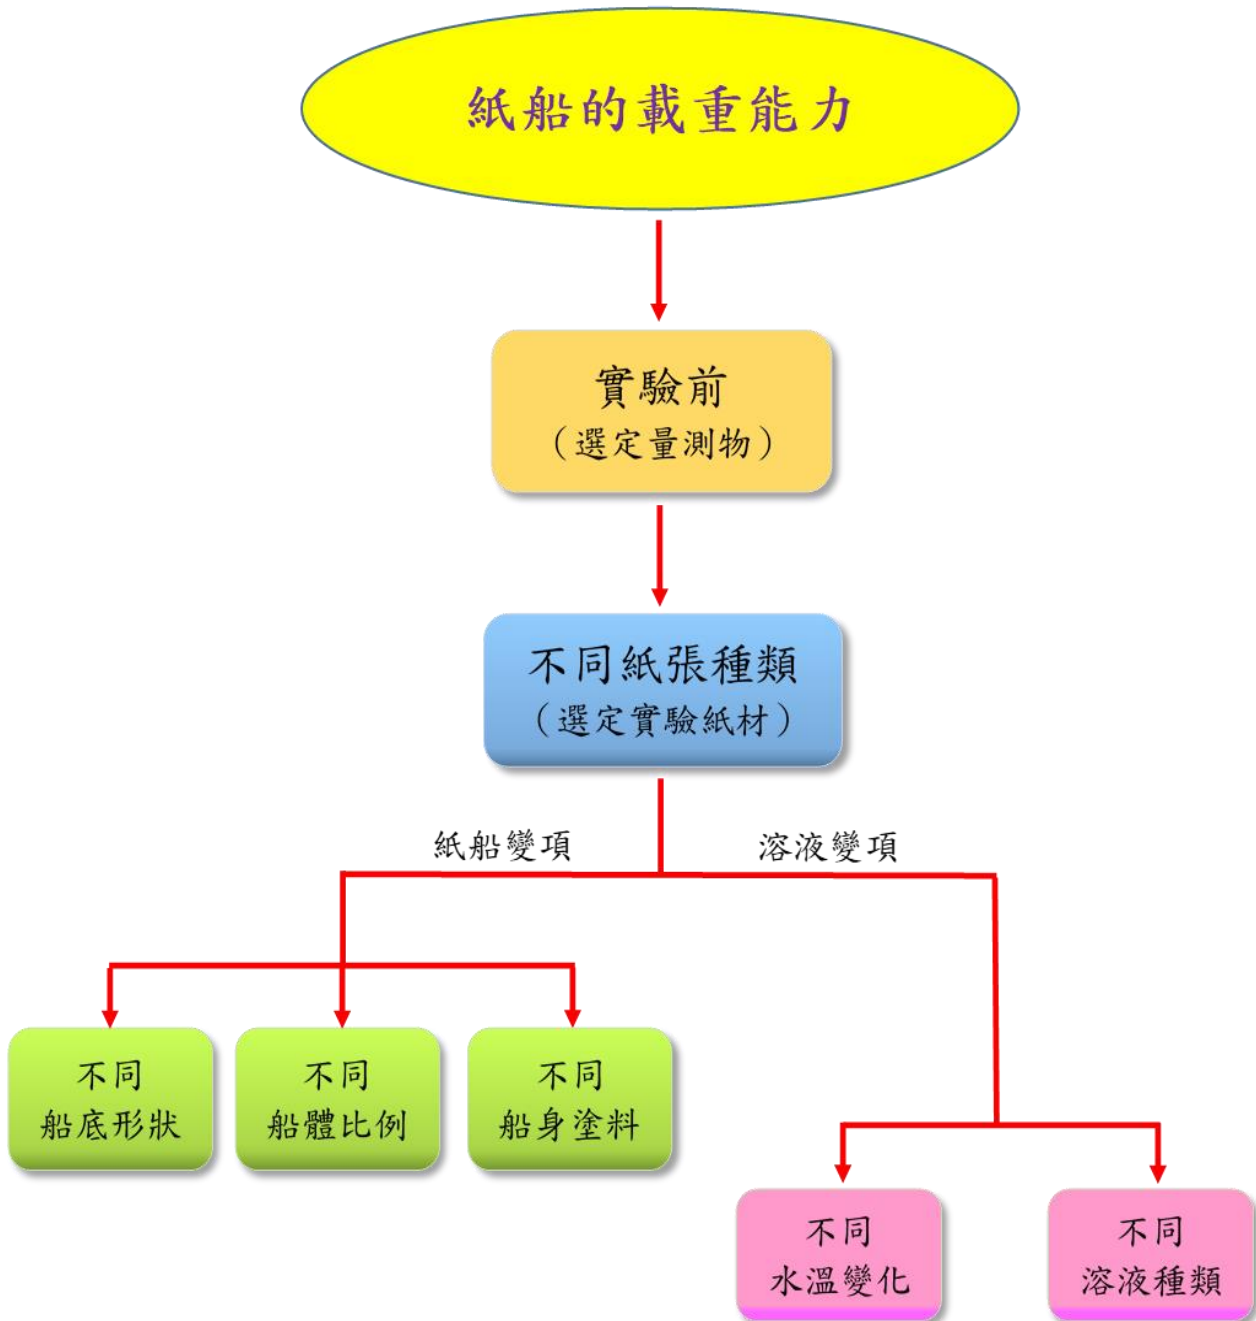 紙船的載重能力
實驗前
（選定量測物）
不同紙張種類
（選定實驗紙材）
紙船變項
溶液變項
不同
船底形狀
不同
船體比例
不同
船身塗料
不同
水溫變化
不同
溶液種類